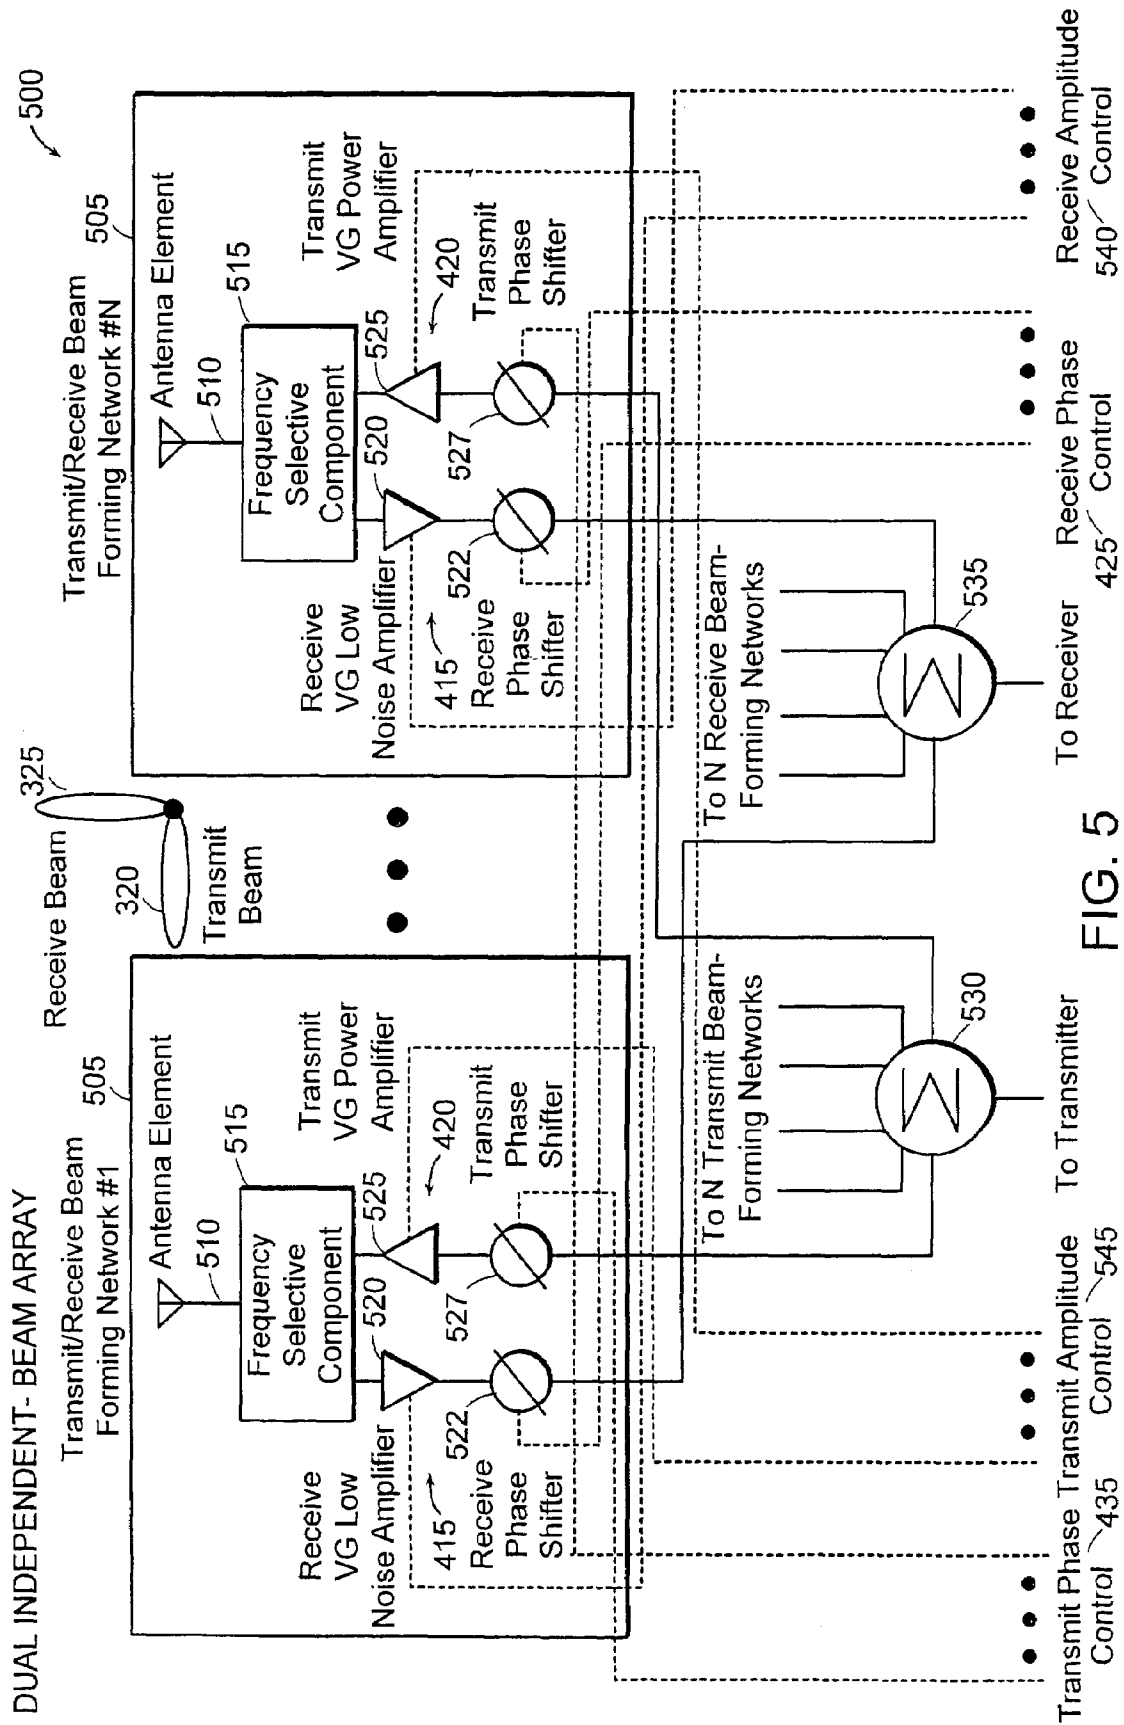 DUAL INDEPENDENT- BEAM ARRAY
500
Transmit/Receive Beam
Forming Network #1
505
Antenna Element
510
515
Frequency
Selective
Component
Receive
VG Low
Noise Amplifier
520
525
Transmit
VG Power
Amplifier
415
420
Receive
Phase
Shifter
522
527
Transmit
Phase
Shifter
Receive Beam
325
320
Transmit
Beam
Transmit/Receive Beam
Forming Network #N
505
Antenna Element
510
515
Frequency
Selective
Component
Receive
VG Low
Noise Amplifier
520
525
Transmit
VG Power
Amplifier
415
420
Receive
Phase
Shifter
522
527
Transmit
Phase
Shifter
To N Transmit Beam-
Forming Networks
Σ
530
To N Receive Beam-
Forming Networks
Σ
535
Transmit Phase
Control
435
Transmit Amplitude
Control
545
To Transmitter
To Receiver
Receive Phase
425
Control
Receive Amplitude
540
Control
FIG. 5